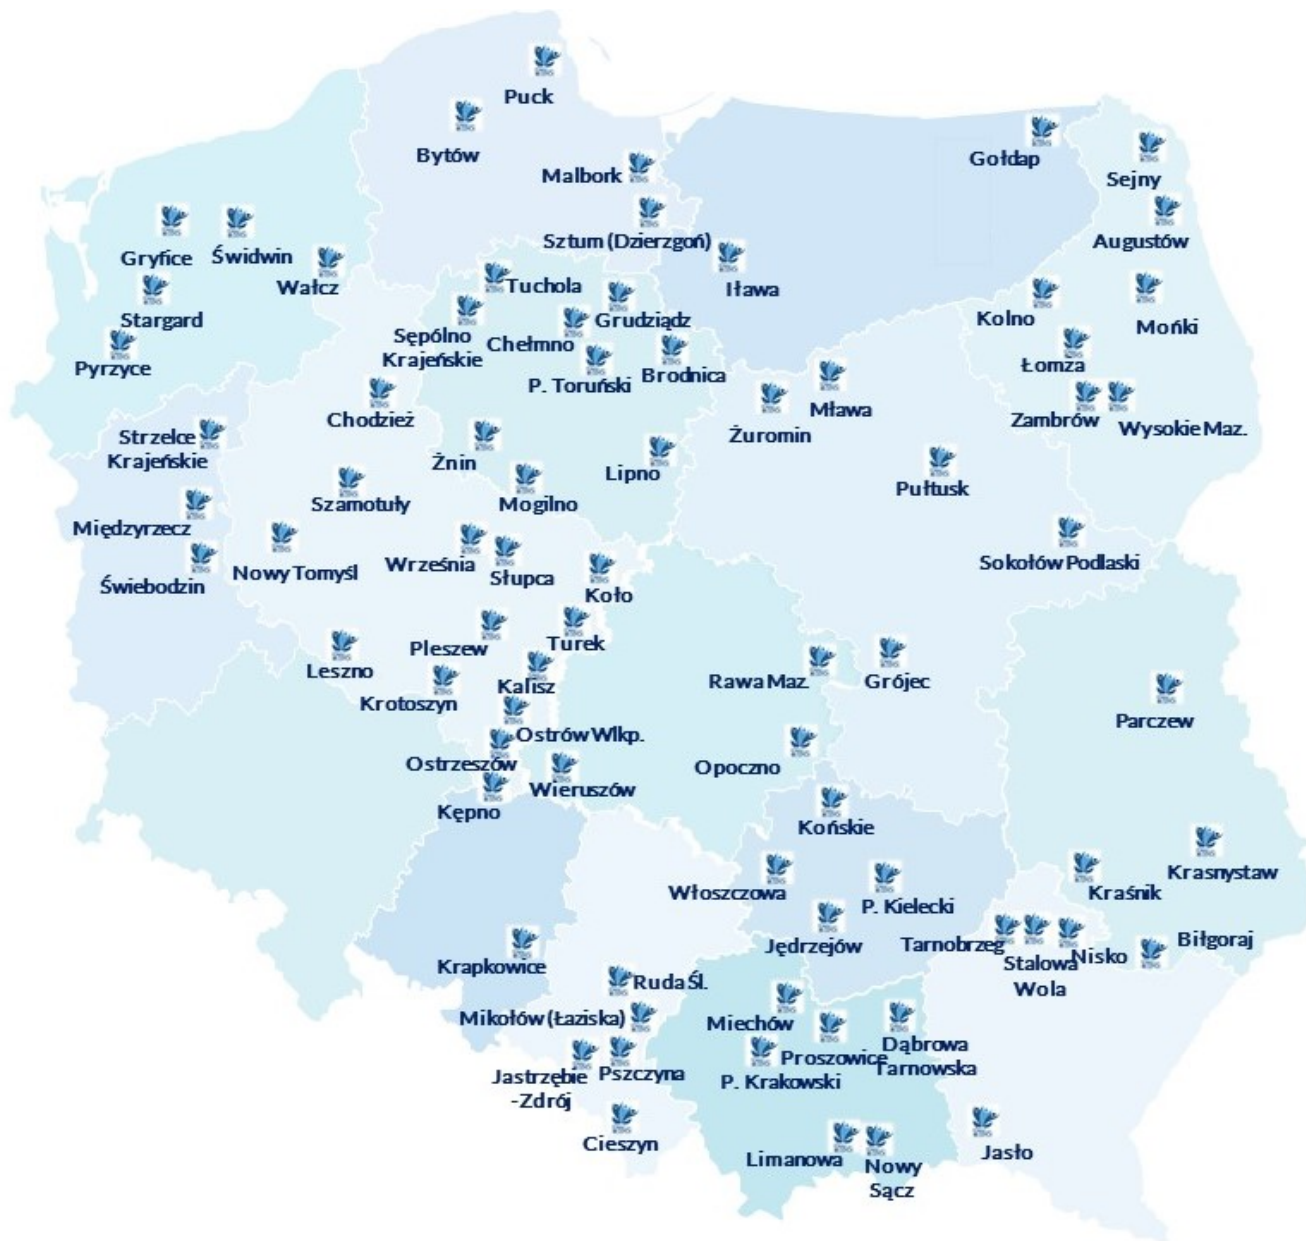 Puck
Bytów
Malbork
Gołdap
Sejny
Sztum (Dzierzgoń)
Augustów
Gryfice
Świdwin
Wałcz
Tuchola
Iława
Stargard
Grudziądz
Kolno
Mońki
Sępólno
Krajeńskie
Chełmno
Pyrzyce
P. Toruński
Brodnica
Łomża
Chodzież
Mława
Zambrów
Wysokie Maz.
Strzelce
Krajeńskie
Żnin
Żuromin
Lipno
Pułtusk
Szamotuły
Mogilno
Międzyrzecz
Nowy Tomyśl
Września
Słupca
Sokołów Podlaski
Świebodzin
Koło
Pleszew
Turek
Leszno
Kalisz
Rawa Maz.
Grójec
Krotoszyn
Parczew
Ostrów Wlkp.
Ostrzeszów
Opoczno
Wieruszów
Kępno
Końskie
Włoszczowa
Krasnystaw
Kraśnik
P. Kielecki
Jędrzejów
Tarnobrzeg
Biłgoraj
Nisko
Stalowa
Wola
Krapkowice
Ruda Śl.
Mikołów (Łaziska)
Miechów
Dąbrowa
Tarnowska
Proszowice
P. Krakowski
Jastrzębie
-Zdrój
Pszczyna
Cieszyn
Limanowa
Nowy
Sącz
Jasło